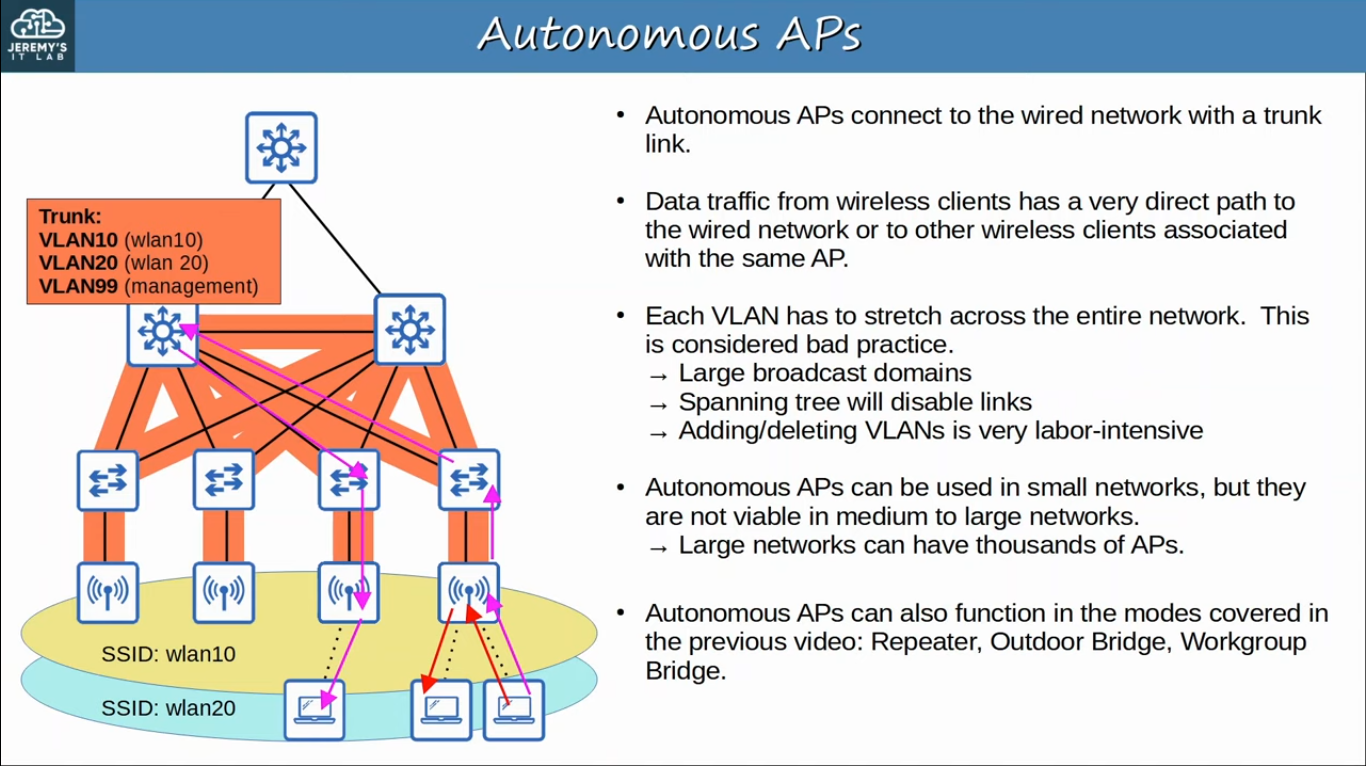 JEREMY'S
IT LAB
Autonomous APs
Trunk:
VLAN10 (wlan10)
VLAN20 (wlan 20)
VLAN99 (management)
SSID: wlan10
SSID: wlan20
• Autonomous APs connect to the wired network with a trunk
link.
• Data traffic from wireless clients has a very direct path to
the wired network or to other wireless clients associated
with the same AP.
• Each VLAN has to stretch across the entire network.  This
is considered bad practice.
→ Large broadcast domains
→ Spanning tree will disable links
→ Adding/deleting VLANs is very labor-intensive
• Autonomous APs can be used in small networks, but they
are not viable in medium to large networks.
→ Large networks can have thousands of APs.
• Autonomous APs can also function in the modes covered in
the previous video: Repeater, Outdoor Bridge, Workgroup
Bridge.